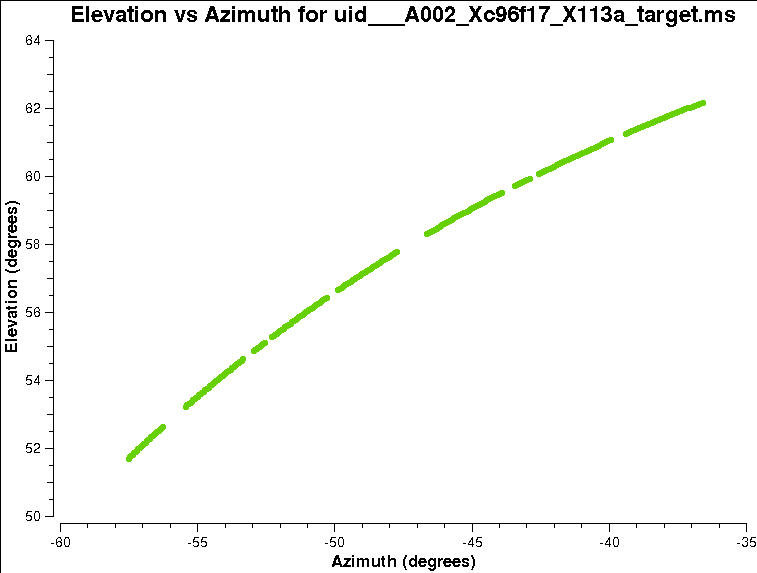 Elevation vs Azimuth for uid___A002_Xc96f17_X113a_target.ms
64
62
60
58
56
54
52
50
Elevation (degrees)
-60 -55 -50 -45 -40 -35
Azimuth (degrees)